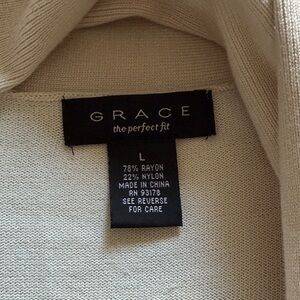 GRACE
the perfect fit
L
78% RAYON
22% NYLON
MADE IN CHINA
RN 93178
SEE REVERSE
FOR CARE